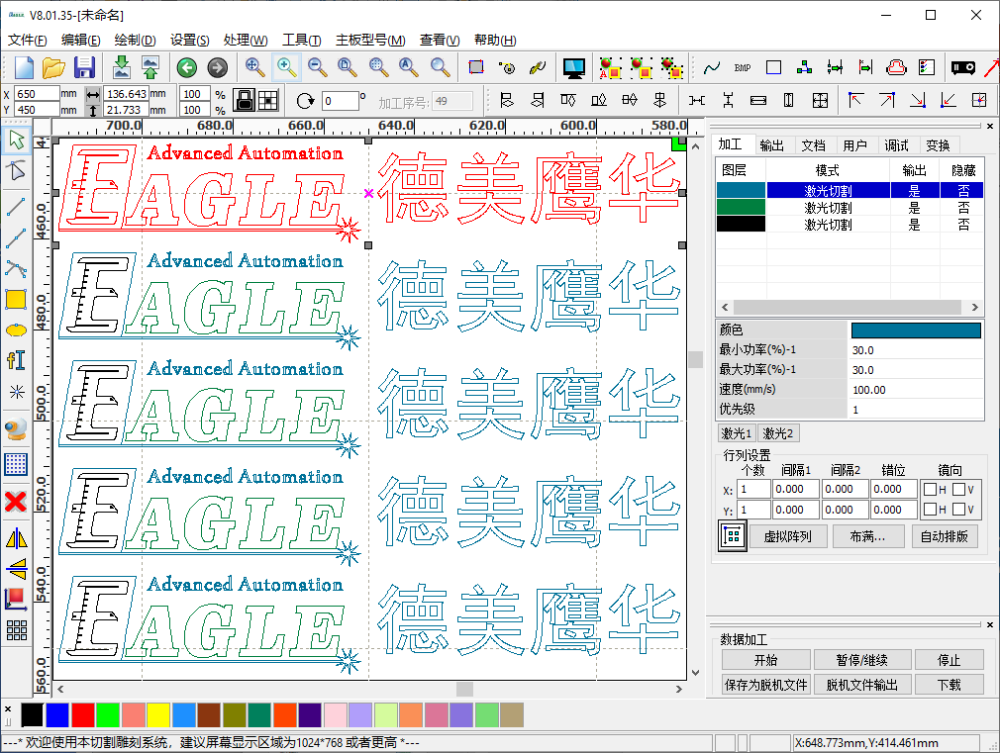 V8.01.35-[未命名]
文件(F) 编辑(E) 绘制(D) 设置(S) 处理(W) 工具(T) 主板型号(M) 查看(V) 帮助(H)
BMP
X 650 mm 136.643 mm 100 %
Y 450 mm 21.733 mm 100 %
0 °
加工序号: 49
700.0 680.0 660.0 640.0 620.0 600.0 580.0
460.0
480.0
500.0
520.0
540.0
560.0
Advanced Automation
EAGLE 德美鹰华
Advanced Automation
EAGLE 德美鹰华
Advanced Automation
EAGLE 德美鹰华
Advanced Automation
EAGLE 德美鹰华
Advanced Automation
EAGLE 德美鹰华
加工 输出 文档 用户 调试 变换
图层 模式 输出 隐藏
激光切割 是 否
激光切割 是 否
激光切割 是 否
颜色
最小功率(%)-1 30.0
最大功率(%)-1 30.0
速度(mm/s) 100.00
优先级 1
激光1 激光2
行列设置
个数 间隔1 间隔2 错位 镜向
X: 1 0.000 0.000 0.000 H V
Y: 1 0.000 0.000 0.000 H V
虚拟阵列 布满... 自动排版
数据加工
开始 暂停/继续 停止
保存为脱机文件 脱机文件输出 下载
---* 欢迎使用本切割雕刻系统，建议屏幕显示区域为1024*768 或者更高 *---
X:648.773mm,Y:414.461mm